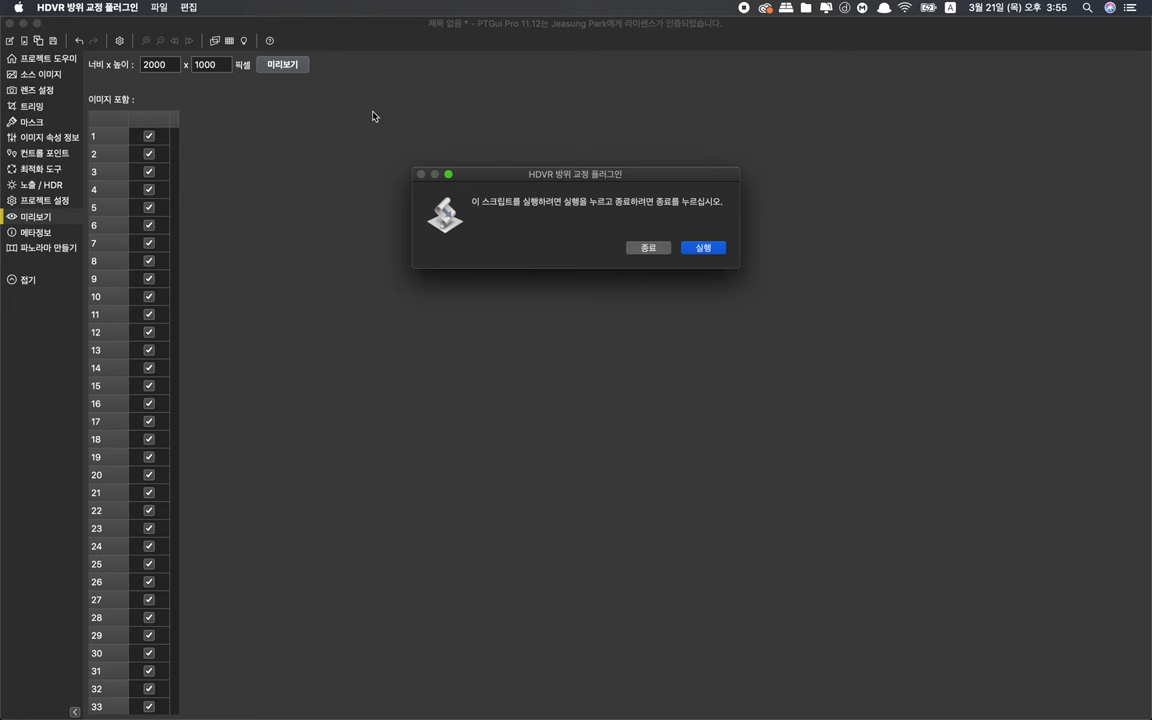 HDVR 방위 교정 플러그인 파일 편집
A 3월 21일 (목) 오후 3:55
제목 없음 * - PTGui Pro 11.12는 Jeasung Park에게 라이센스가 인증되었습니다.
프로젝트 도우미
소스 이미지
렌즈 설정
트리밍
마스크
이미지 속성 정보
컨트롤 포인트
최적화 도구
노출 / HDR
프로젝트 설정
미리보기
메타정보
파노라마 만들기
접기
너비 x 높이 : 2000 x 1000 픽셀 미리보기
이미지 포함 :
1
2
3
4
5
6
7
8
9
10
11
12
13
14
15
16
17
18
19
20
21
22
23
24
25
26
27
28
29
30
31
32
33
HDVR 방위 교정 플러그인
이 스크립트를 실행하려면 실행을 누르고 종료하려면 종료를 누르십시오.
종료 실행